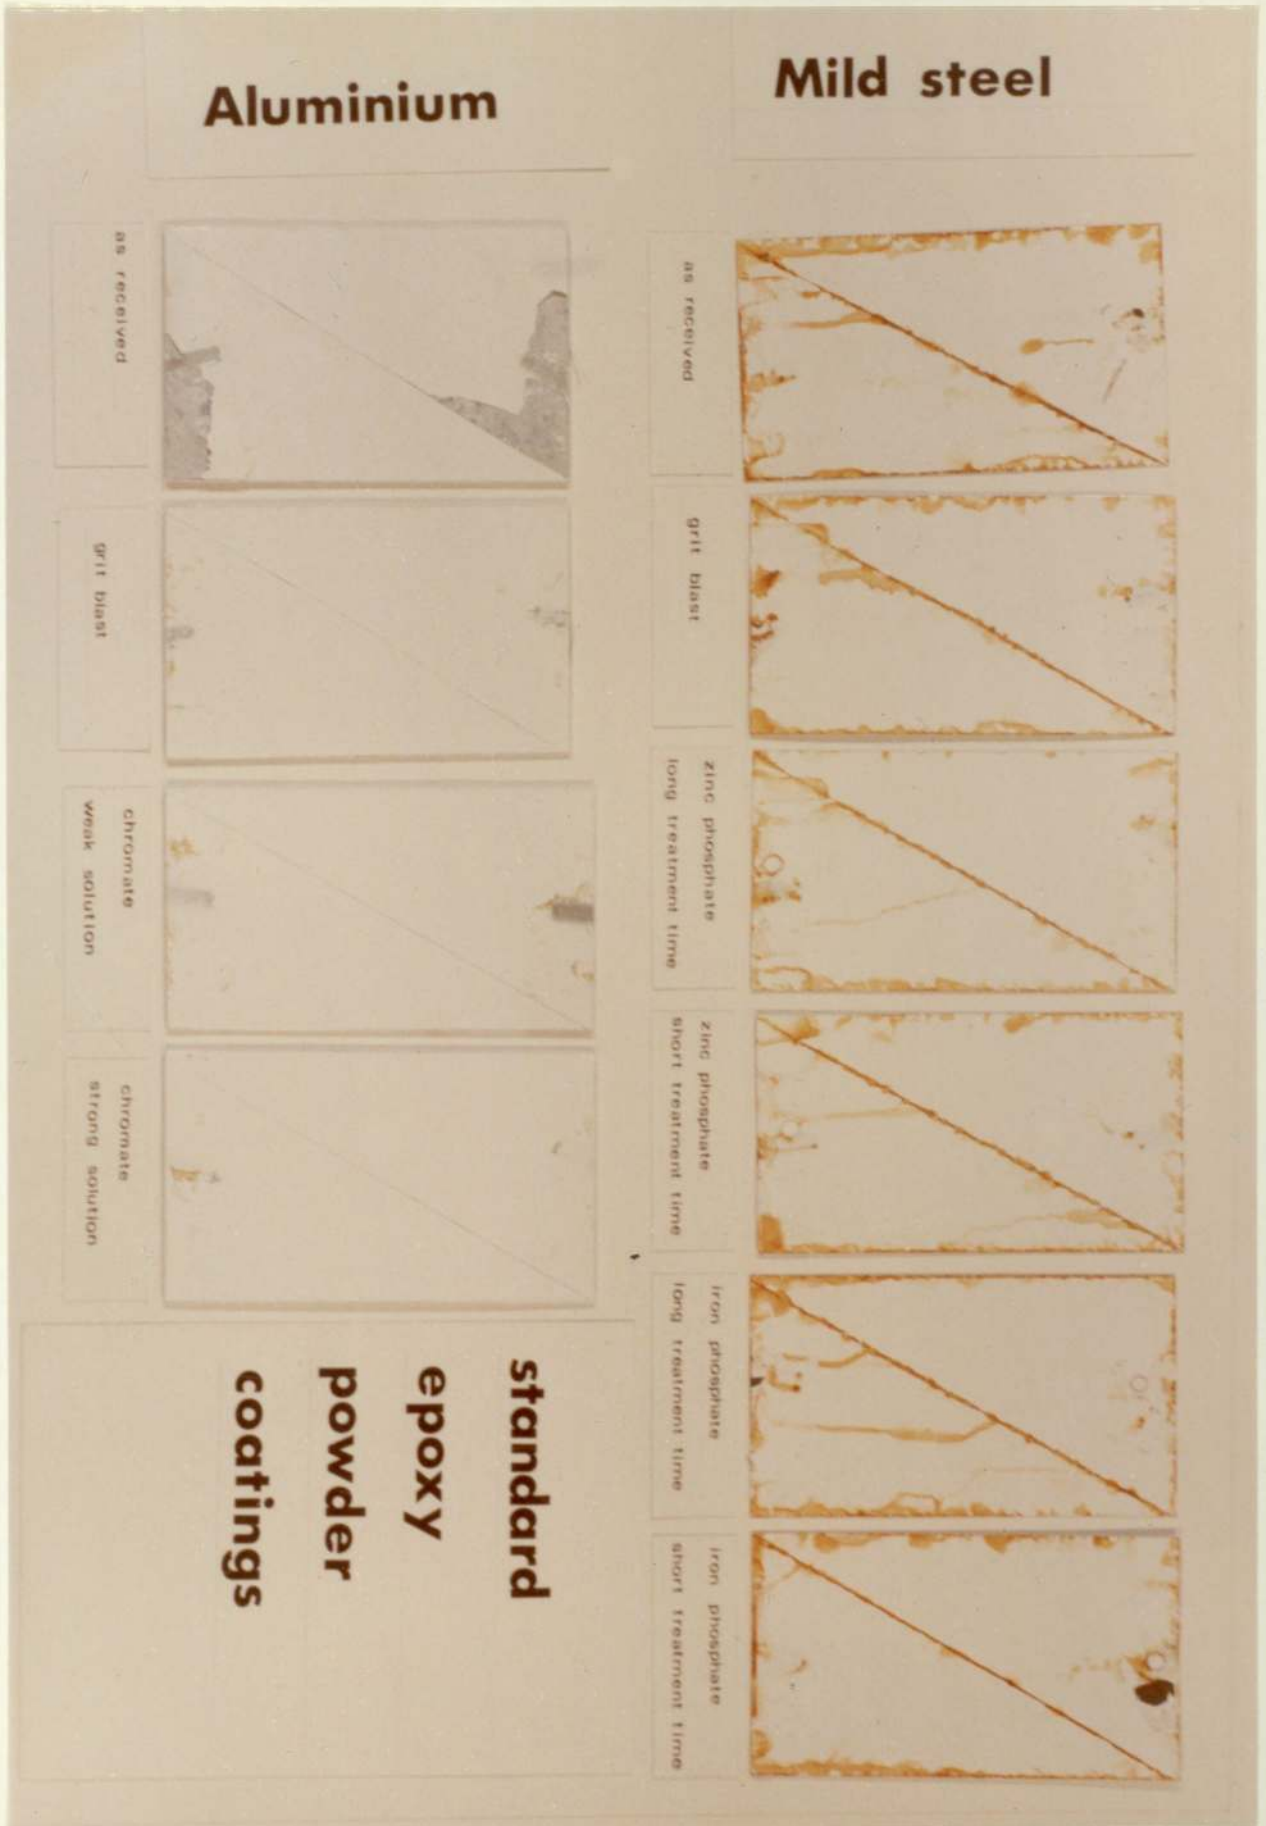 Aluminium
as received
grit blast
chromate
weak solution
chromate
strong solution
standard
epoxy
powder
coatings
Mild steel
as received
grit blast
zinc phosphate
long treatment time
zinc phosphate
short treatment time
iron phosphate
long treatment time
iron phosphate
short treatment time